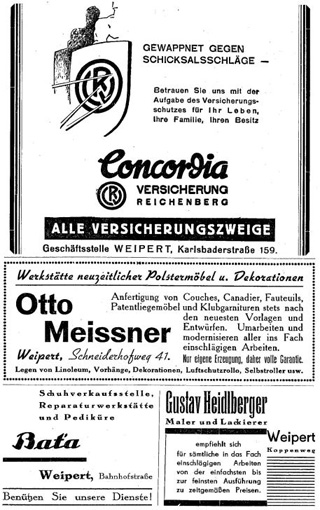 GEWAPPNET GEGEN
SCHICKSALSSCHLÄGE —
Betrauen Sie uns mit der
Aufgabe des Versicherungs-
schutzes für Ihr Leben,
Ihre Familie, Ihren Besitz
Concordia
VERSICHERUNG
REICHENBERG
ALLE VERSICHERUNGSZWEIGE
Geschäftsstelle WEIPERT, Karlsbaderstraße 159.
Werkstätte neuzeitlicher Polstermöbel u. Dekorationen
Otto
Meissner
Weipert, Schneiderhofweg 41.
Anfertigung von Couches, Canadier, Fauteuils,
Patentliegemöbel und Klubgarnituren stets nach
den neuesten Vorlagen und
Entwürfen. Umarbeiten und
modernisieren aller ins Fach
einschlägigen Arbeiten.
Nur eigene Erzeugung, daher volle Garantie.
Legen von Linoleum, Vorhänge, Dekorationen, Luftschutzrollo, Selbstroller usw.
Schuhverkaufsstelle,
Reparaturwerkstätte
und Pediküre
Bata
Weipert, Bahnhofstraße
Benützen Sie unsere Dienste!
Gustav Heidlberger
Maler und Lackierer
empfiehlt sich
für sämtliche in das Fach
einschlägigen Arbeiten
von der einfachsten bis
zur feinsten Ausführung
zu zeitgemäßen Preisen.
Weipert
Koppenweg